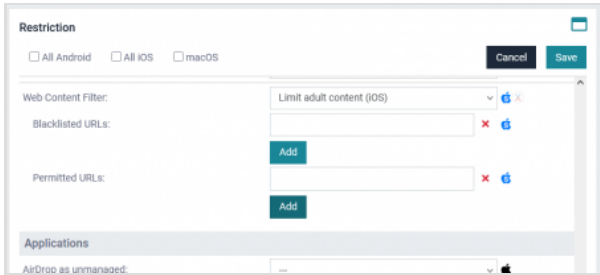 Restriction
All Android All iOS macOS Cancel Save
Web Content Filter: Limit adult content (iOS)
Blacklisted URLs:
Add
Permitted URLs:
Add
Applications
AirDrop as unmanaged: ---